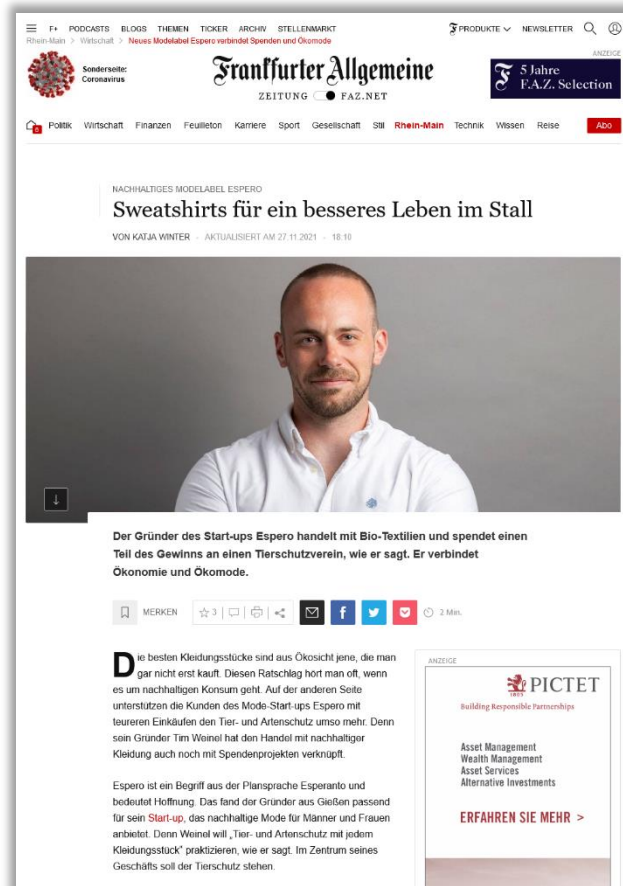 F+ PODCASTS BLOGS THEMEN TICKER ARCHIV STELLENMARKT
F PRODUKTE NEWSLETTER
Rhein-Main > Wirtschaft > Neues Modelabel Espero verbindet Spenden und Ökomode
ANZEIGE
Sonderseite:
Coronavirus
Frankfurter Allgemeine
ZEITUNG FAZ.NET
5 Jahre
F.A.Z. Selection
Politik Wirtschaft Finanzen Feuilleton Karriere Sport Gesellschaft Stil Rhein-Main Technik Wissen Reise Abo
NACHHALTIGES MODELABEL ESPERO
Sweatshirts für ein besseres Leben im Stall
VON KATJA WINTER - AKTUALISIERT AM 27.11.2021 - 18:10
Der Gründer des Start-ups Espero handelt mit Bio-Textilien und spendet einen
Teil des Gewinns an einen Tierschutzverein, wie er sagt. Er verbindet
Ökonomie und Ökomode.
MERKEN 3 2 Min.
Die besten Kleidungsstücke sind aus Ökosicht jene, die man
gar nicht erst kauft. Diesen Ratschlag hört man oft, wenn
es um nachhaltigen Konsum geht. Auf der anderen Seite
unterstützen die Kunden des Mode-Start-ups Espero mit
teureren Einkäufen den Tier- und Artenschutz umso mehr. Denn
sein Gründer Tim Weinel hat den Handel mit nachhaltiger
Kleidung auch noch mit Spendenprojekten verknüpft.
Espero ist ein Begriff aus der Plansprache Esperanto und
bedeutet Hoffnung. Das fand der Gründer aus Gießen passend
für sein Start-up, das nachhaltige Mode für Männer und Frauen
anbietet. Denn Weinel will „Tier- und Artenschutz mit jedem
Kleidungsstück“ praktizieren, wie er sagt. Im Zentrum seines
Geschäfts soll der Tierschutz stehen.
ANZEIGE
1805
PICTET
Building Responsible Partnerships
Asset Management
Wealth Management
Asset Services
Alternative Investments
ERFAHREN SIE MEHR >